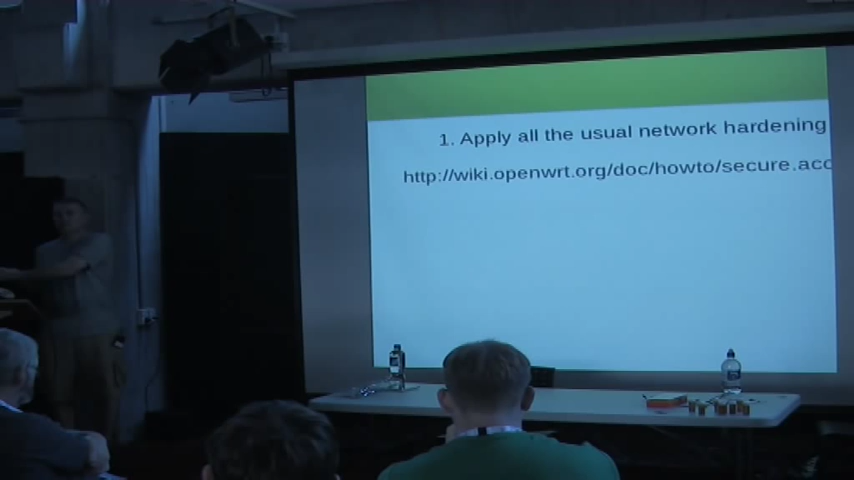 1. Apply all the usual network hardening
http://wiki.openwrt.org/doc/howto/secure.acc